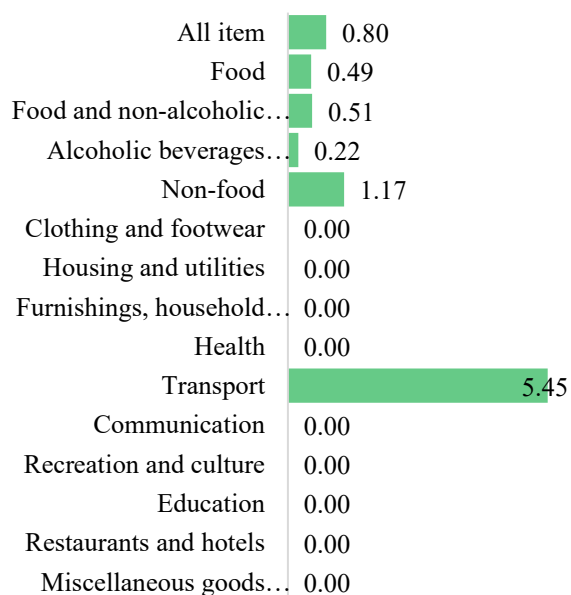 All item 0.80
Food 0.49
Food and non-alcoholic… 0.51
Alcoholic beverages… 0.22
Non-food 1.17
Clothing and footwear 0.00
Housing and utilities 0.00
Furnishings, household… 0.00
Health 0.00
Transport 5.45
Communication 0.00
Recreation and culture 0.00
Education 0.00
Restaurants and hotels 0.00
Miscellaneous goods… 0.00